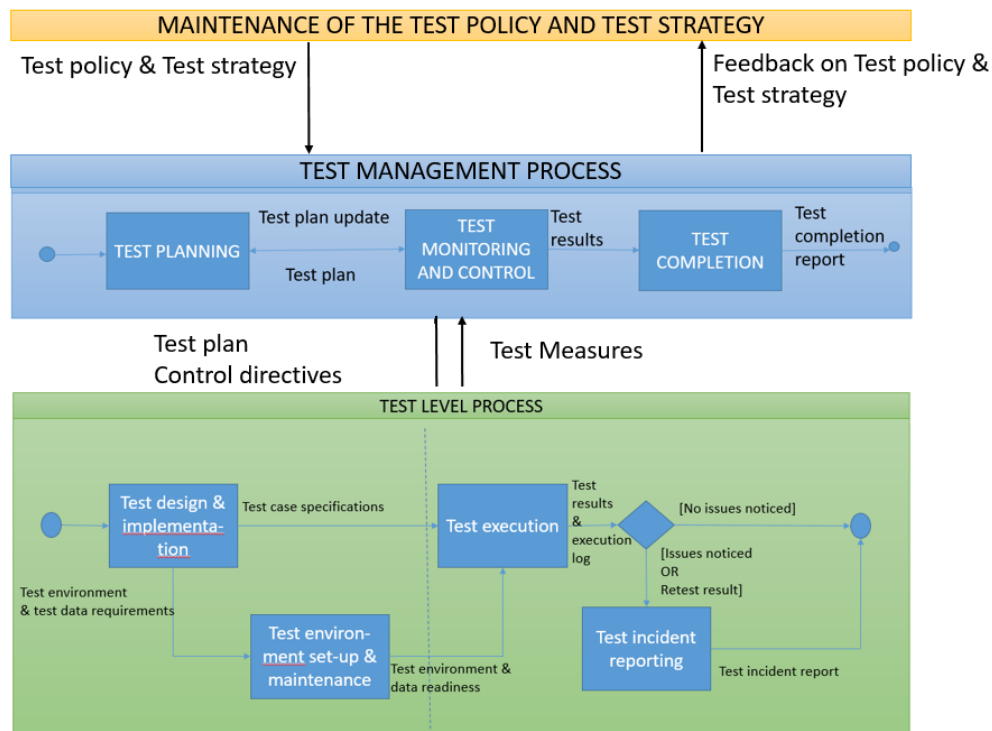 MAINTENANCE OF THE TEST POLICY AND TEST STRATEGY
Test policy & Test strategy
Feedback on Test policy &
Test strategy
TEST MANAGEMENT PROCESS
TEST PLANNING
Test plan update
Test plan
TEST
MONITORING
AND CONTROL
Test
results
TEST
COMPLETION
Test
completion
report
Test plan
Control directives
Test Measures
TEST LEVEL PROCESS
Test design &
implementa-
tion
Test case specifications
Test execution
Test
results
&
execution
log
[No issues noticed]
[Issues noticed
OR
Retest result]
Test environment
& test data requirements
Test environ-
ment set-up &
maintenance
Test environment &
data readiness
Test incident
reporting
Test incident report